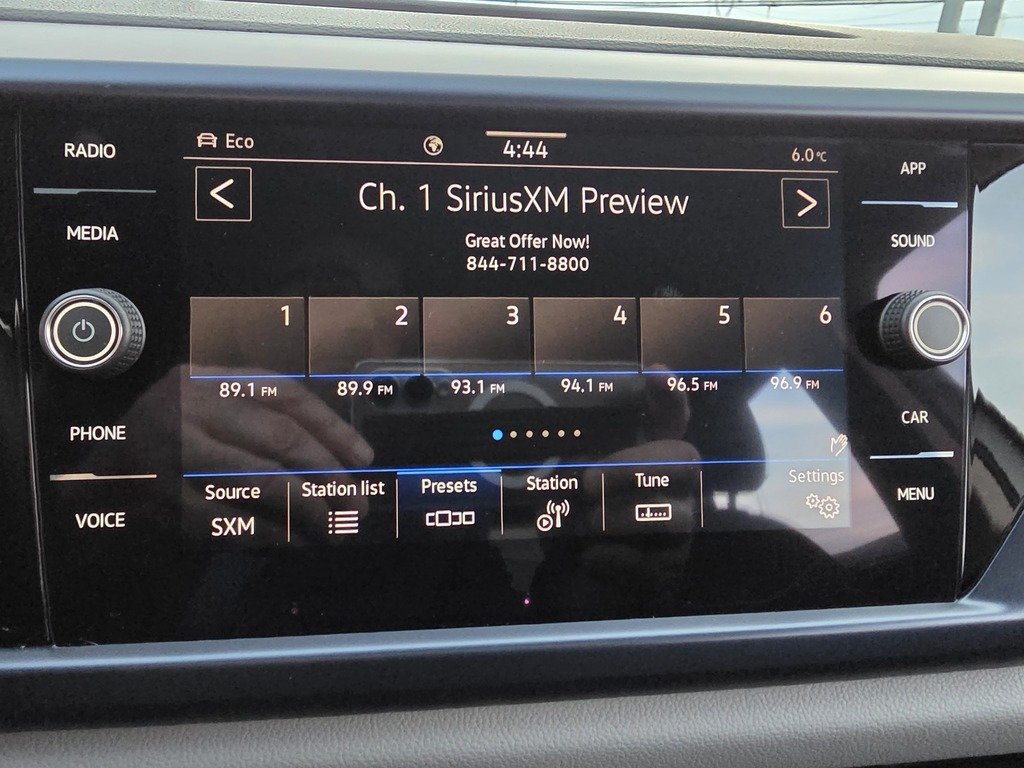 RADIO
MEDIA
PHONE
VOICE
Eco
4:44
6.0°C
<
Ch. 1 SiriusXM Preview
>
Great Offer Now!
844-711-8800
1 2 3 4 5 6
89.1 FM 89.9 FM 93.1 FM 94.1 FM 96.5 FM 96.9 FM
Source Station list Presets Station Tune Settings
SXM
APP
SOUND
CAR
MENU